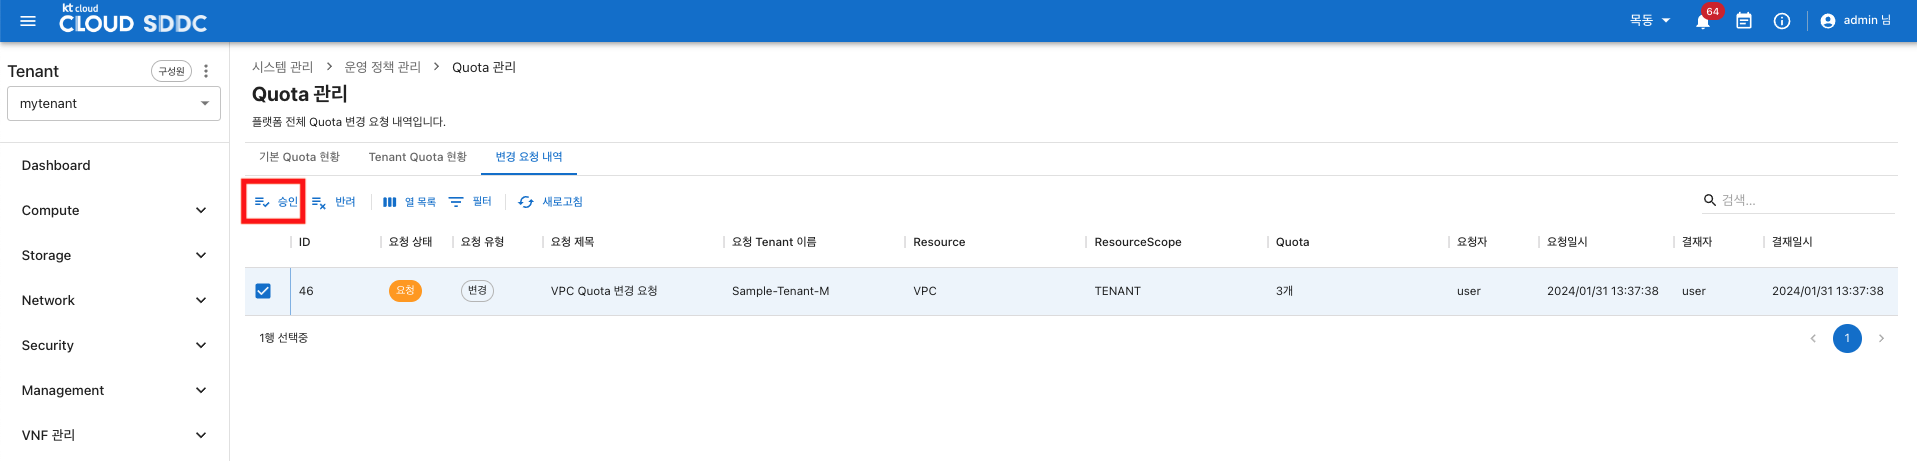 kt cloud
CLOUD SDDC
목동
64
admin 님
Tenant
구성원
mytenant
Dashboard
Compute
Storage
Network
Security
Management
VNF 관리
시스템 관리 > 운영 정책 관리 > Quota 관리
Quota 관리
플랫폼 전체 Quota 변경 요청 내역입니다.
기본 Quota 현황 Tenant Quota 현황 변경 요청 내역
승인 반려 열 목록 필터 새로고침 검색...
ID 요청 상태 요청 유형 요청 제목 요청 Tenant 이름 Resource ResourceScope Quota 요청자 요청일시 결재자 결재일시
46 요청 변경 VPC Quota 변경 요청 Sample-Tenant-M VPC TENANT 3개 user 2024/01/31 13:37:38 user 2024/01/31 13:37:38
1행 선택중
1